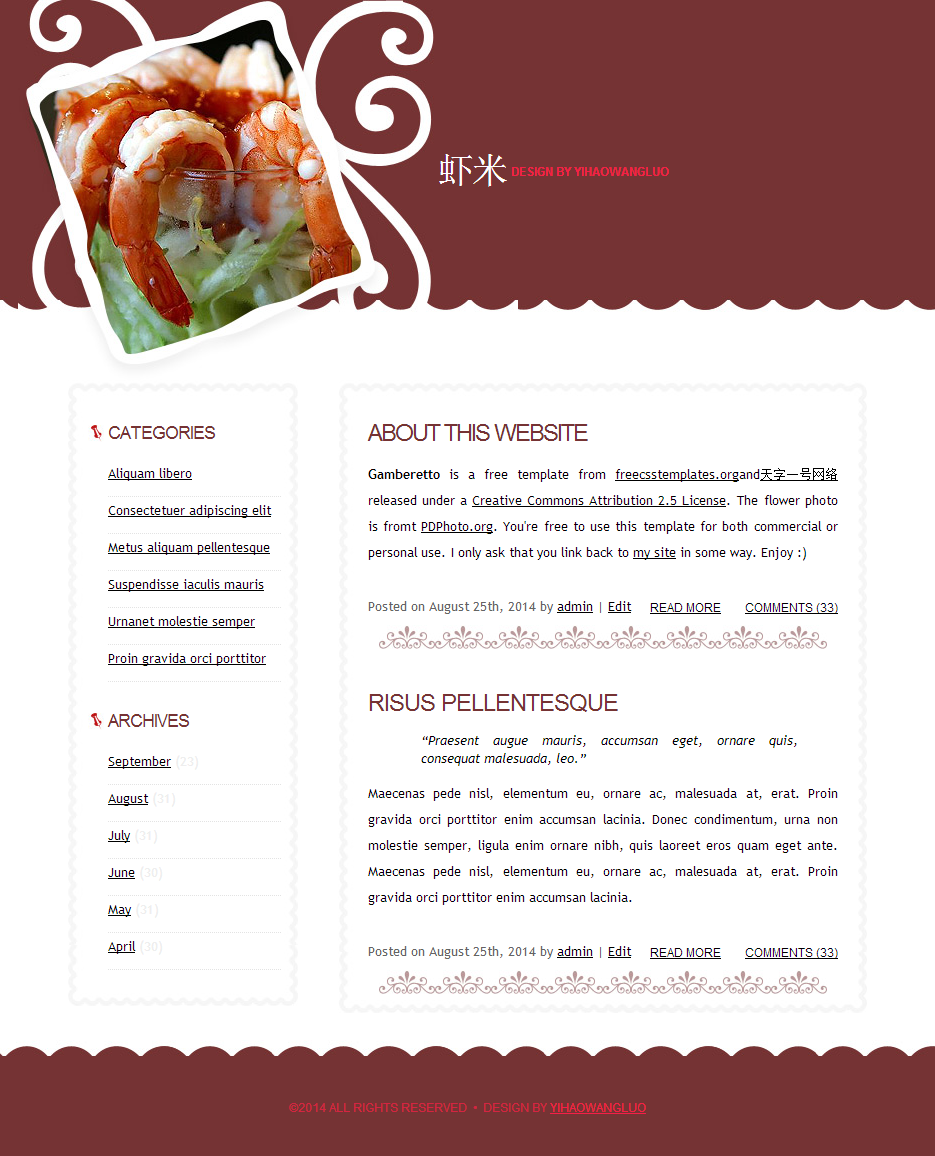 虾米 DESIGN BY YIHAOWANGLUO
CATEGORIES
Aliquam libero
Consectetuer adipiscing elit
Metus aliquam pellentesque
Suspendisse iaculis mauris
Urnanet molestie semper
Proin gravida orci porttitor
ARCHIVES
September (23)
August (31)
July (31)
June (30)
May (31)
April (30)
ABOUT THIS WEBSITE
Gamberetto is a free template from freecsstemplates.organd天字一号网络
released under a Creative Commons Attribution 2.5 License. The flower photo
is fromt PDPhoto.org. You're free to use this template for both commercial or
personal use. I only ask that you link back to my site in some way. Enjoy :)
Posted on August 25th, 2014 by admin | Edit READ MORE COMMENTS (33)
RISUS PELLENTESQUE
“Praesent augue mauris, accumsan eget, ornare quis,
consequat malesuada, leo.”
Maecenas pede nisl, elementum eu, ornare ac, malesuada at, erat. Proin
gravida orci porttitor enim accumsan lacinia. Donec condimentum, urna non
molestie semper, ligula enim ornare nibh, quis laoreet eros quam eget ante.
Maecenas pede nisl, elementum eu, ornare ac, malesuada at, erat. Proin
gravida orci porttitor enim accumsan lacinia.
Posted on August 25th, 2014 by admin | Edit READ MORE COMMENTS (33)
©2014 ALL RIGHTS RESERVED • DESIGN BY YIHAOWANGLUO